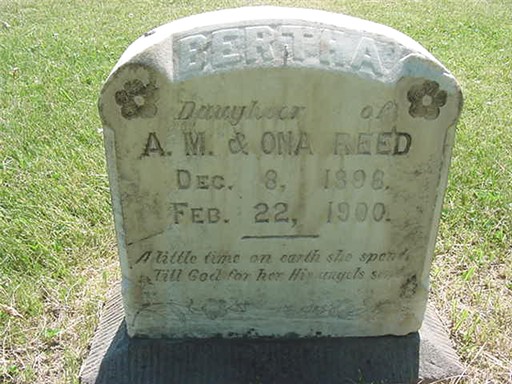 BERTHA
Daughter of
A. M. & ONA REED
DEC. 8, 1898.
FEB. 22, 1900.
A little time on earth she spent,
Till God for her His angels sent.